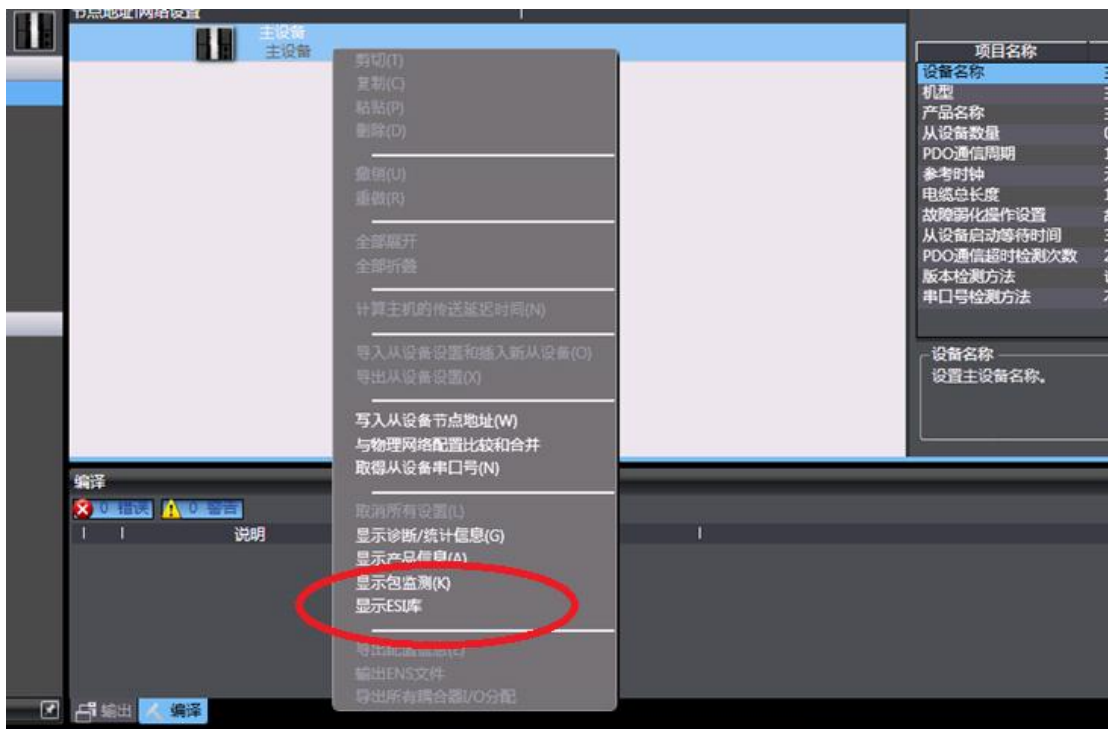 节点地址|网络设置
主设备
主设备
剪切(T)
复制(C)
粘贴(P)
删除(D)
撤销(U)
重做(R)
全部展开
全部折叠
计算主机的传送延迟时间(N)
导入从设备设置和插入新从设备(O)
导出从设备设置(X)
写入从设备节点地址(W)
与物理网络配置比较和合并
取得从设备串口号(N)
取消所有设置(L)
显示诊断/统计信息(G)
显示产品信息(A)
显示包监测(K)
显示ESI库
导出配置信息(E)
输出ENS文件
导出所有耦合器I/O分配
项目名称
设备名称
机型
产品名称
从设备数量
PDO通信周期
参考时钟
电缆总长度
故障弱化操作设置
从设备启动等待时间
PDO通信超时检测次数
版本检测方法
串口号检测方法
设备名称
设置主设备名称。
编译
0 错误 0 警告
说明
输出 编译